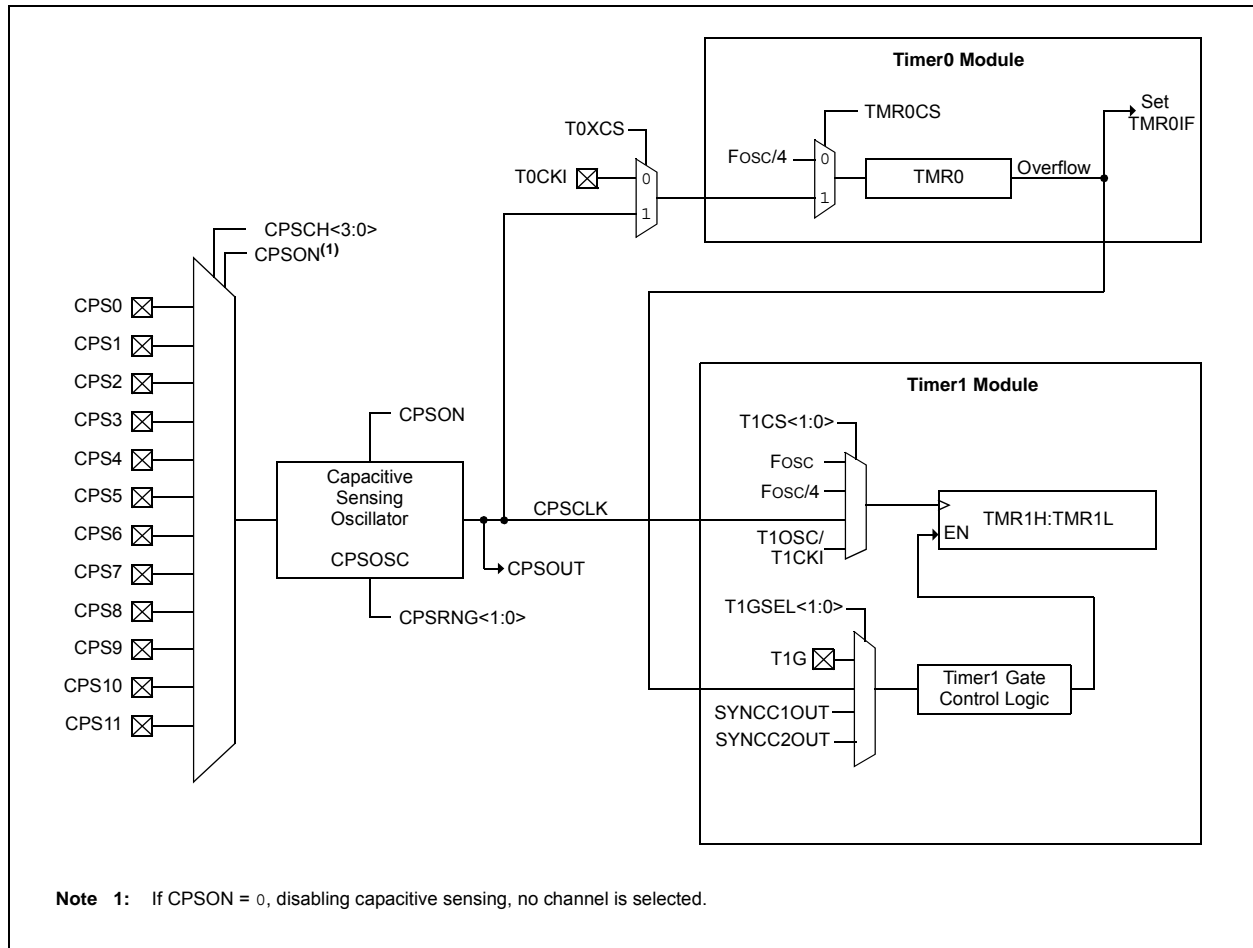 Timer0 Module
TMR0CS
Set
TMR0IF
T0XCS
FOSC/4
0
1
TMR0
Overflow
T0CKI
0
1
CPSCH<3:0>
CPSON(1)
CPS0
CPS1
CPS2
CPS3
CPS4
CPS5
CPS6
CPS7
CPS8
CPS9
CPS10
CPS11
CPSON
Capacitive
Sensing
Oscillator
CPSOSC
CPSRNG<1:0>
CPSCLK
CPSOUT
Timer1 Module
T1CS<1:0>
FOSC
FOSC/4
T1OSC/
T1CKI
TMR1H:TMR1L
EN
T1GSEL<1:0>
T1G
SYNCC1OUT
SYNCC2OUT
Timer1 Gate
Control Logic
Note 1: If CPSON = 0, disabling capacitive sensing, no channel is selected.